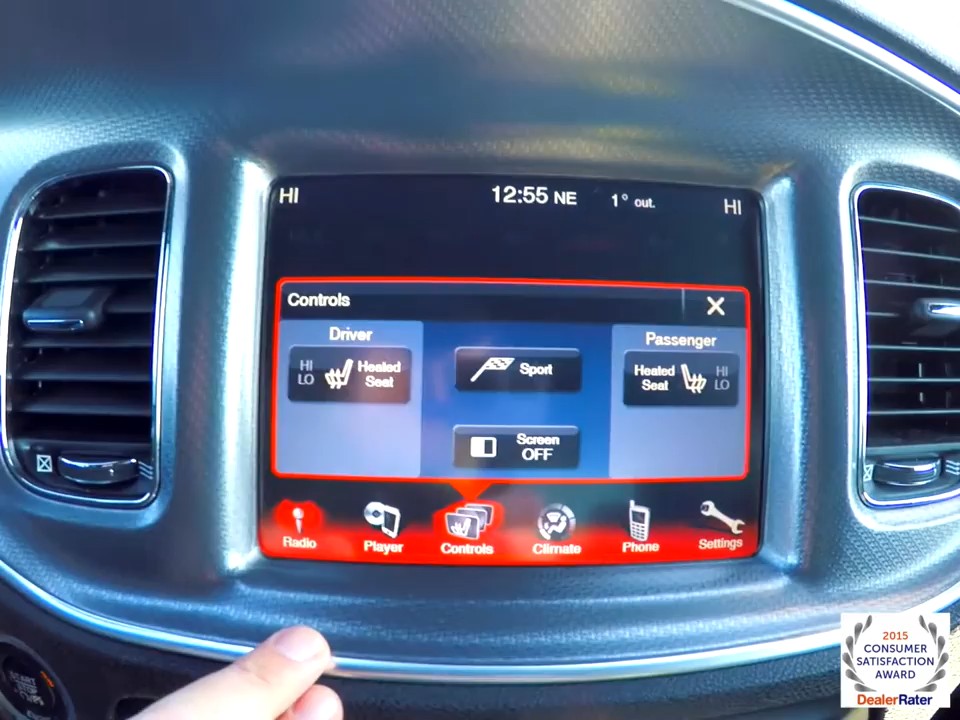 HI 12:55 NE 1° out. HI
Controls X
Driver
Passenger
HI
LO
Heated
Seat
Sport
Heated
Seat
HI
LO
Screen
OFF
Radio Player Controls Climate Phone Settings
2015
CONSUMER
SATISFACTION
AWARD
DealerRater